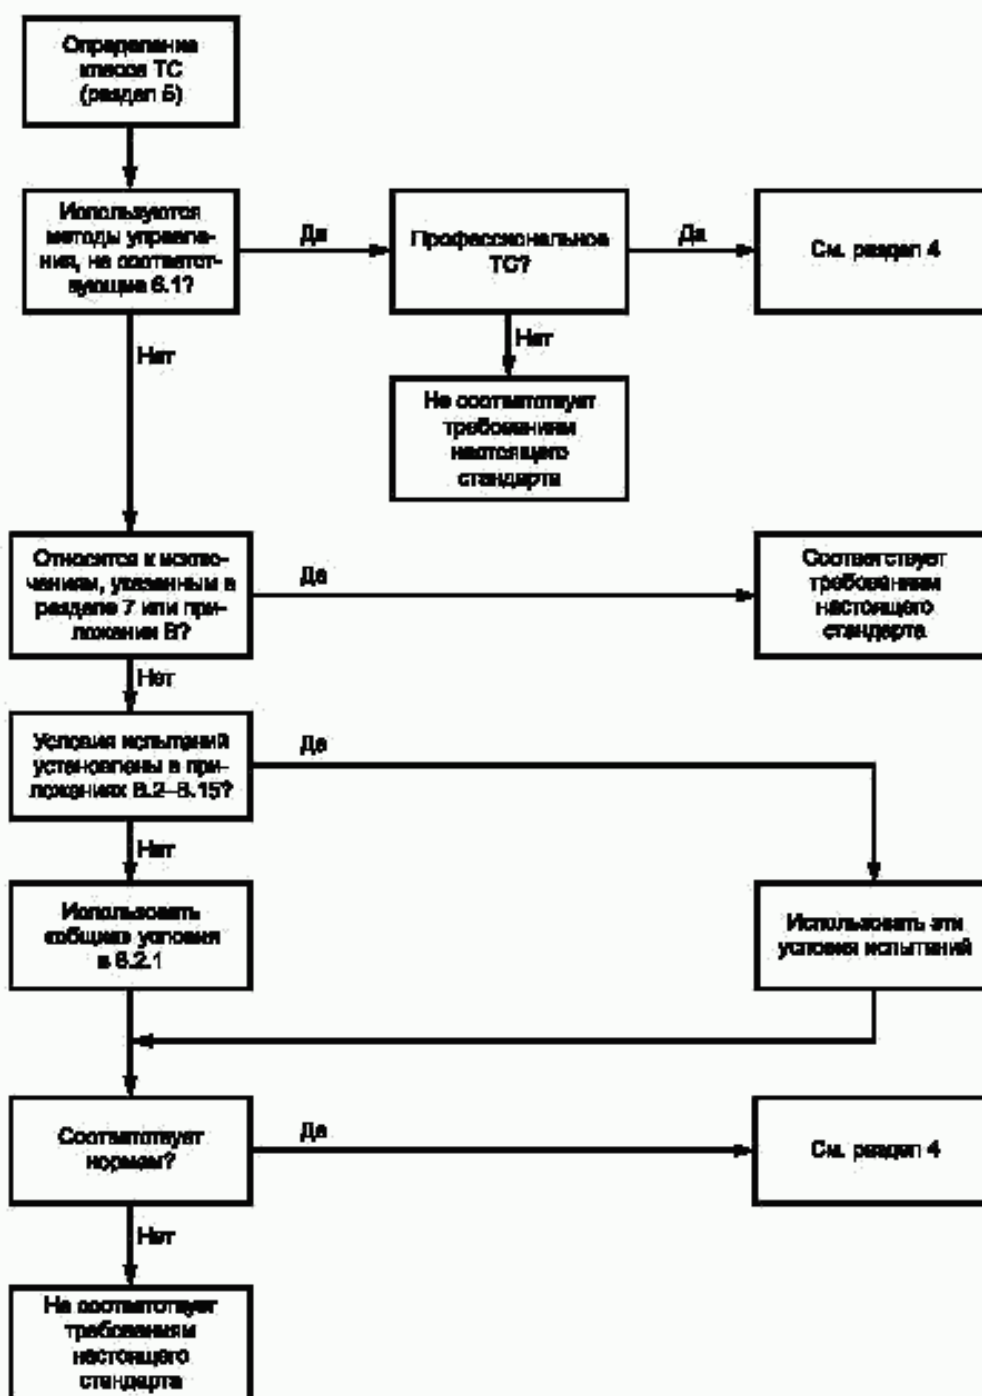 Определение
класса ТС
(раздел 5)
Используются
методы управле-
ния, не соответст-
вующие 6.1?
Да
Профессиональное
ТС?
Да
См. раздел 4
Нет
Нет
Не соответствует
требованиям
настоящего
стандарта
Относится к исклю-
чениям, указанным в
разделе 7 или при-
ложении В?
Да
Соответствует
требованиям
настоящего
стандарта
Нет
Условия испытаний
установлены в при-
ложениях В.2–В.15?
Да
Нет
Использовать
общие условия
в 6.2.1
Использовать эти
условия испытаний
Соответствует
нормам?
Да
См. раздел 4
Нет
Не соответствует
требованиям
настоящего
стандарта